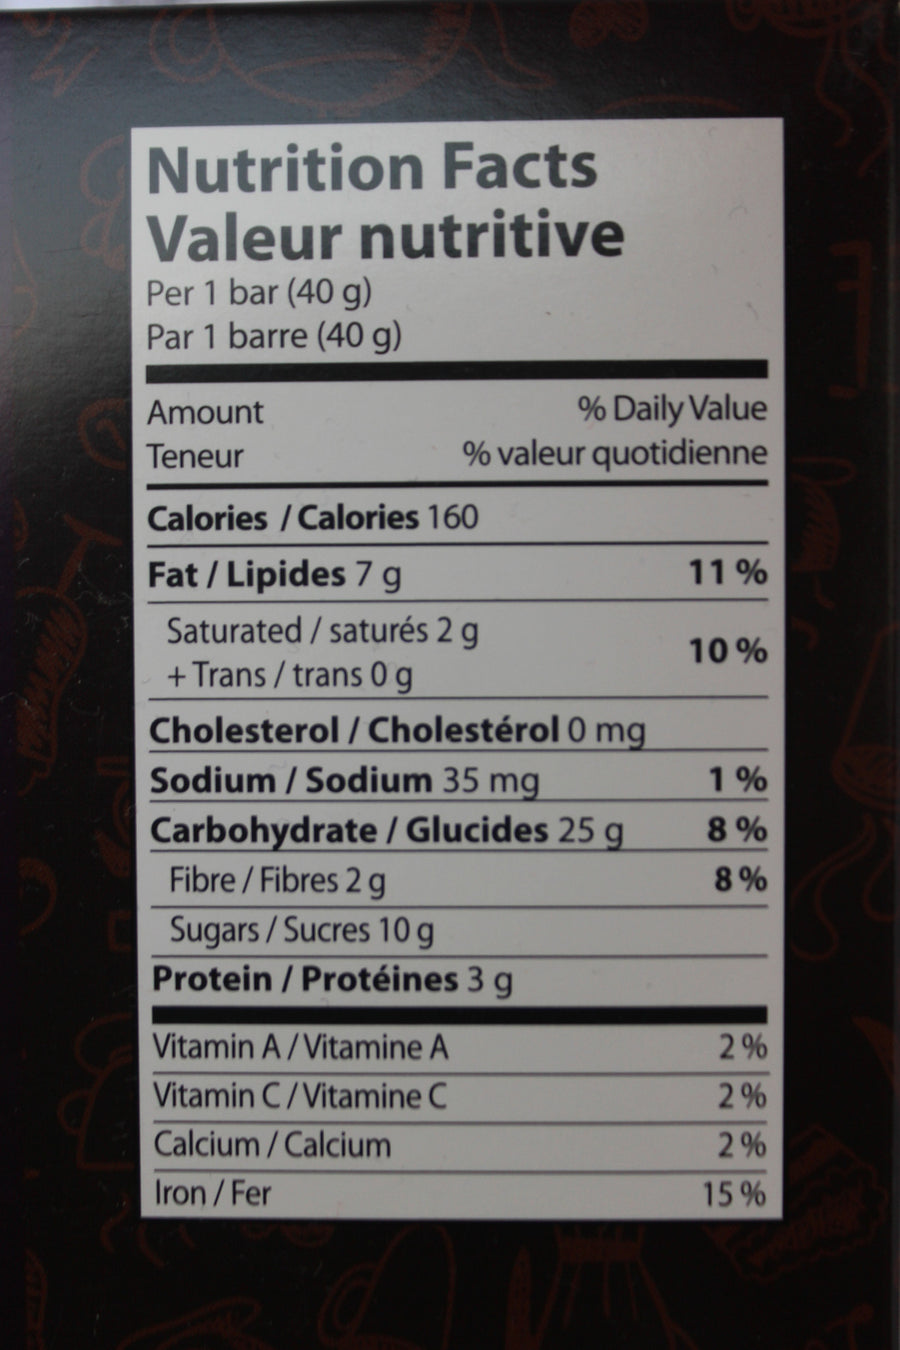 Nutrition Facts
Valeur nutritive
Per 1 bar (40 g)
Par 1 barre (40 g)
Amount % Daily Value
Teneur % valeur quotidienne
Calories / Calories 160
Fat / Lipides 7 g 11 %
Saturated / saturés 2 g
+ Trans / trans 0 g 10 %
Cholesterol / Cholestérol 0 mg
Sodium / Sodium 35 mg 1 %
Carbohydrate / Glucides 25 g 8 %
Fibre / Fibres 2 g 8 %
Sugars / Sucres 10 g
Protein / Protéines 3 g
Vitamin A / Vitamine A 2 %
Vitamin C / Vitamine C 2 %
Calcium / Calcium 2 %
Iron / Fer 15 %